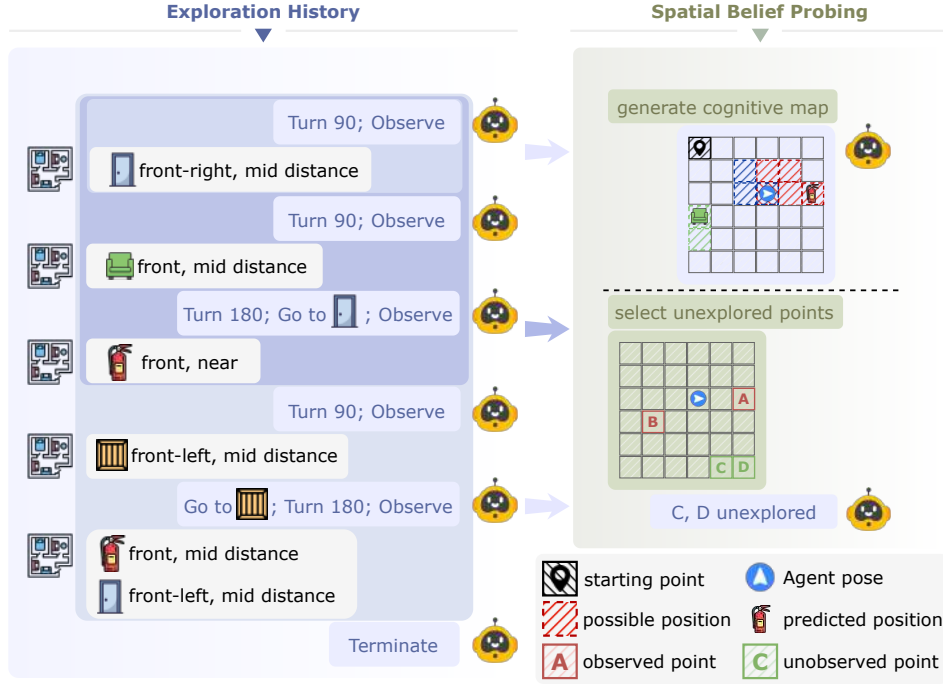 Exploration History
Spatial Belief Probing
Turn 90; Observe
front-right, mid distance
Turn 90; Observe
front, mid distance
Turn 180; Go to ; Observe
front, near
Turn 90; Observe
front-left, mid distance
Go to ; Turn 180; Observe
front, mid distance
front-left, mid distance
Terminate
generate cognitive map
select unexplored points
A
B
C D
C, D unexplored
starting point
Agent pose
possible position
predicted position
A observed point
C unobserved point